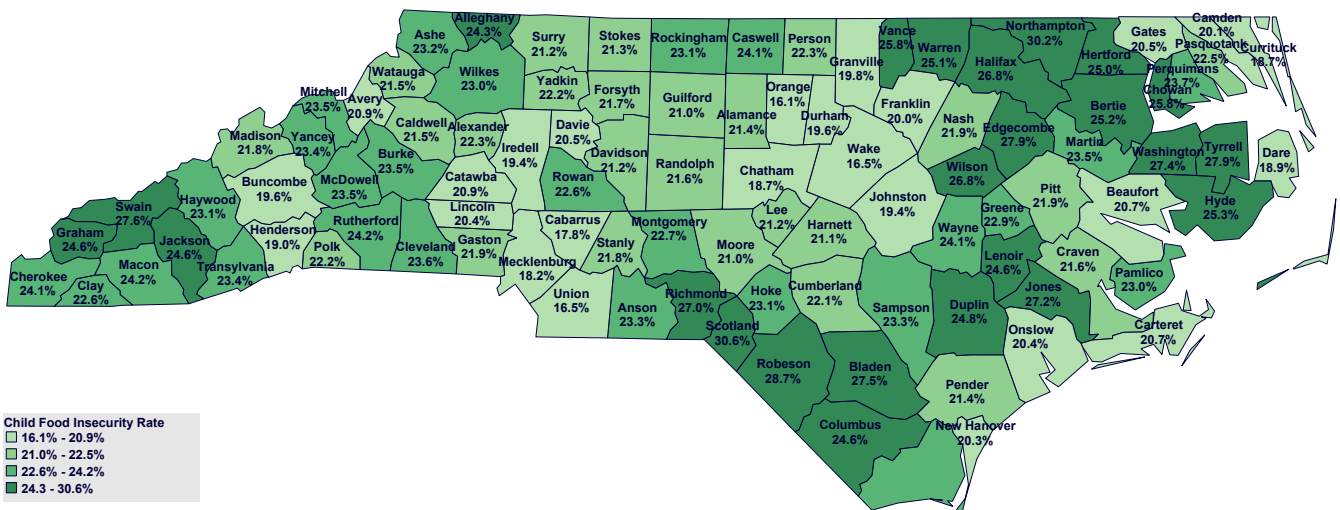 Alleghany
24.3%
Ashe
23.2%
Surry
21.2%
Stokes
21.3%
Rockingham
23.1%
Caswell
24.1%
Person
22.3%
Granville
19.8%
Vance
25.8%
Warren
25.1%
Northampton
30.2%
Halifax
26.8%
Hertford
25.0%
Gates
20.5%
Camden
20.1%
Pasquotank
22.5%
Currituck
18.7%
Perquimans
23.7%
Chowan
25.8%
Bertie
25.2%
Watauga
21.5%
Wilkes
23.0%
Yadkin
22.2%
Forsyth
21.7%
Guilford
21.0%
Alamance
21.4%
Orange
16.1%
Durham
19.6%
Franklin
20.0%
Nash
21.9%
Edgecombe
27.9%
Martin
23.5%
Washington
27.4%
Tyrrell
27.9%
Dare
18.9%
Mitchell
23.5%
Avery
20.9%
Caldwell
21.5%
Alexander
22.3%
Iredell
19.4%
Davie
20.5%
Davidson
21.2%
Randolph
21.6%
Chatham
18.7%
Wake
16.5%
Wilson
26.8%
Pitt
21.9%
Beaufort
20.7%
Hyde
25.3%
Madison
21.8%
Yancey
23.4%
Burke
23.5%
McDowell
23.5%
Catawba
20.9%
Rowan
22.6%
Johnston
19.4%
Greene
22.9%
Buncombe
19.6%
Haywood
23.1%
Swain
27.6%
Graham
24.6%
Jackson
24.6%
Henderson
19.0%
Rutherford
24.2%
Polk
22.2%
Cleveland
23.6%
Lincoln
20.4%
Gaston
21.9%
Mecklenburg
18.2%
Cabarrus
17.8%
Stanly
21.8%
Montgomery
22.7%
Moore
21.0%
Lee
21.2%
Harnett
21.1%
Wayne
24.1%
Lenoir
24.6%
Craven
21.6%
Pamlico
23.0%
Cherokee
24.1%
Clay
22.6%
Macon
24.2%
Transylvania
23.4%
Union
16.5%
Anson
23.3%
Richmond
27.0%
Scotland
30.6%
Hoke
23.1%
Cumberland
22.1%
Sampson
23.3%
Duplin
24.8%
Jones
27.2%
Onslow
20.4%
Carteret
20.7%
Robeson
28.7%
Bladen
27.5%
Pender
21.4%
Columbus
24.6%
New Hanover
20.3%
Child Food Insecurity Rate
16.1% - 20.9%
21.0% - 22.5%
22.6% - 24.2%
24.3 - 30.6%